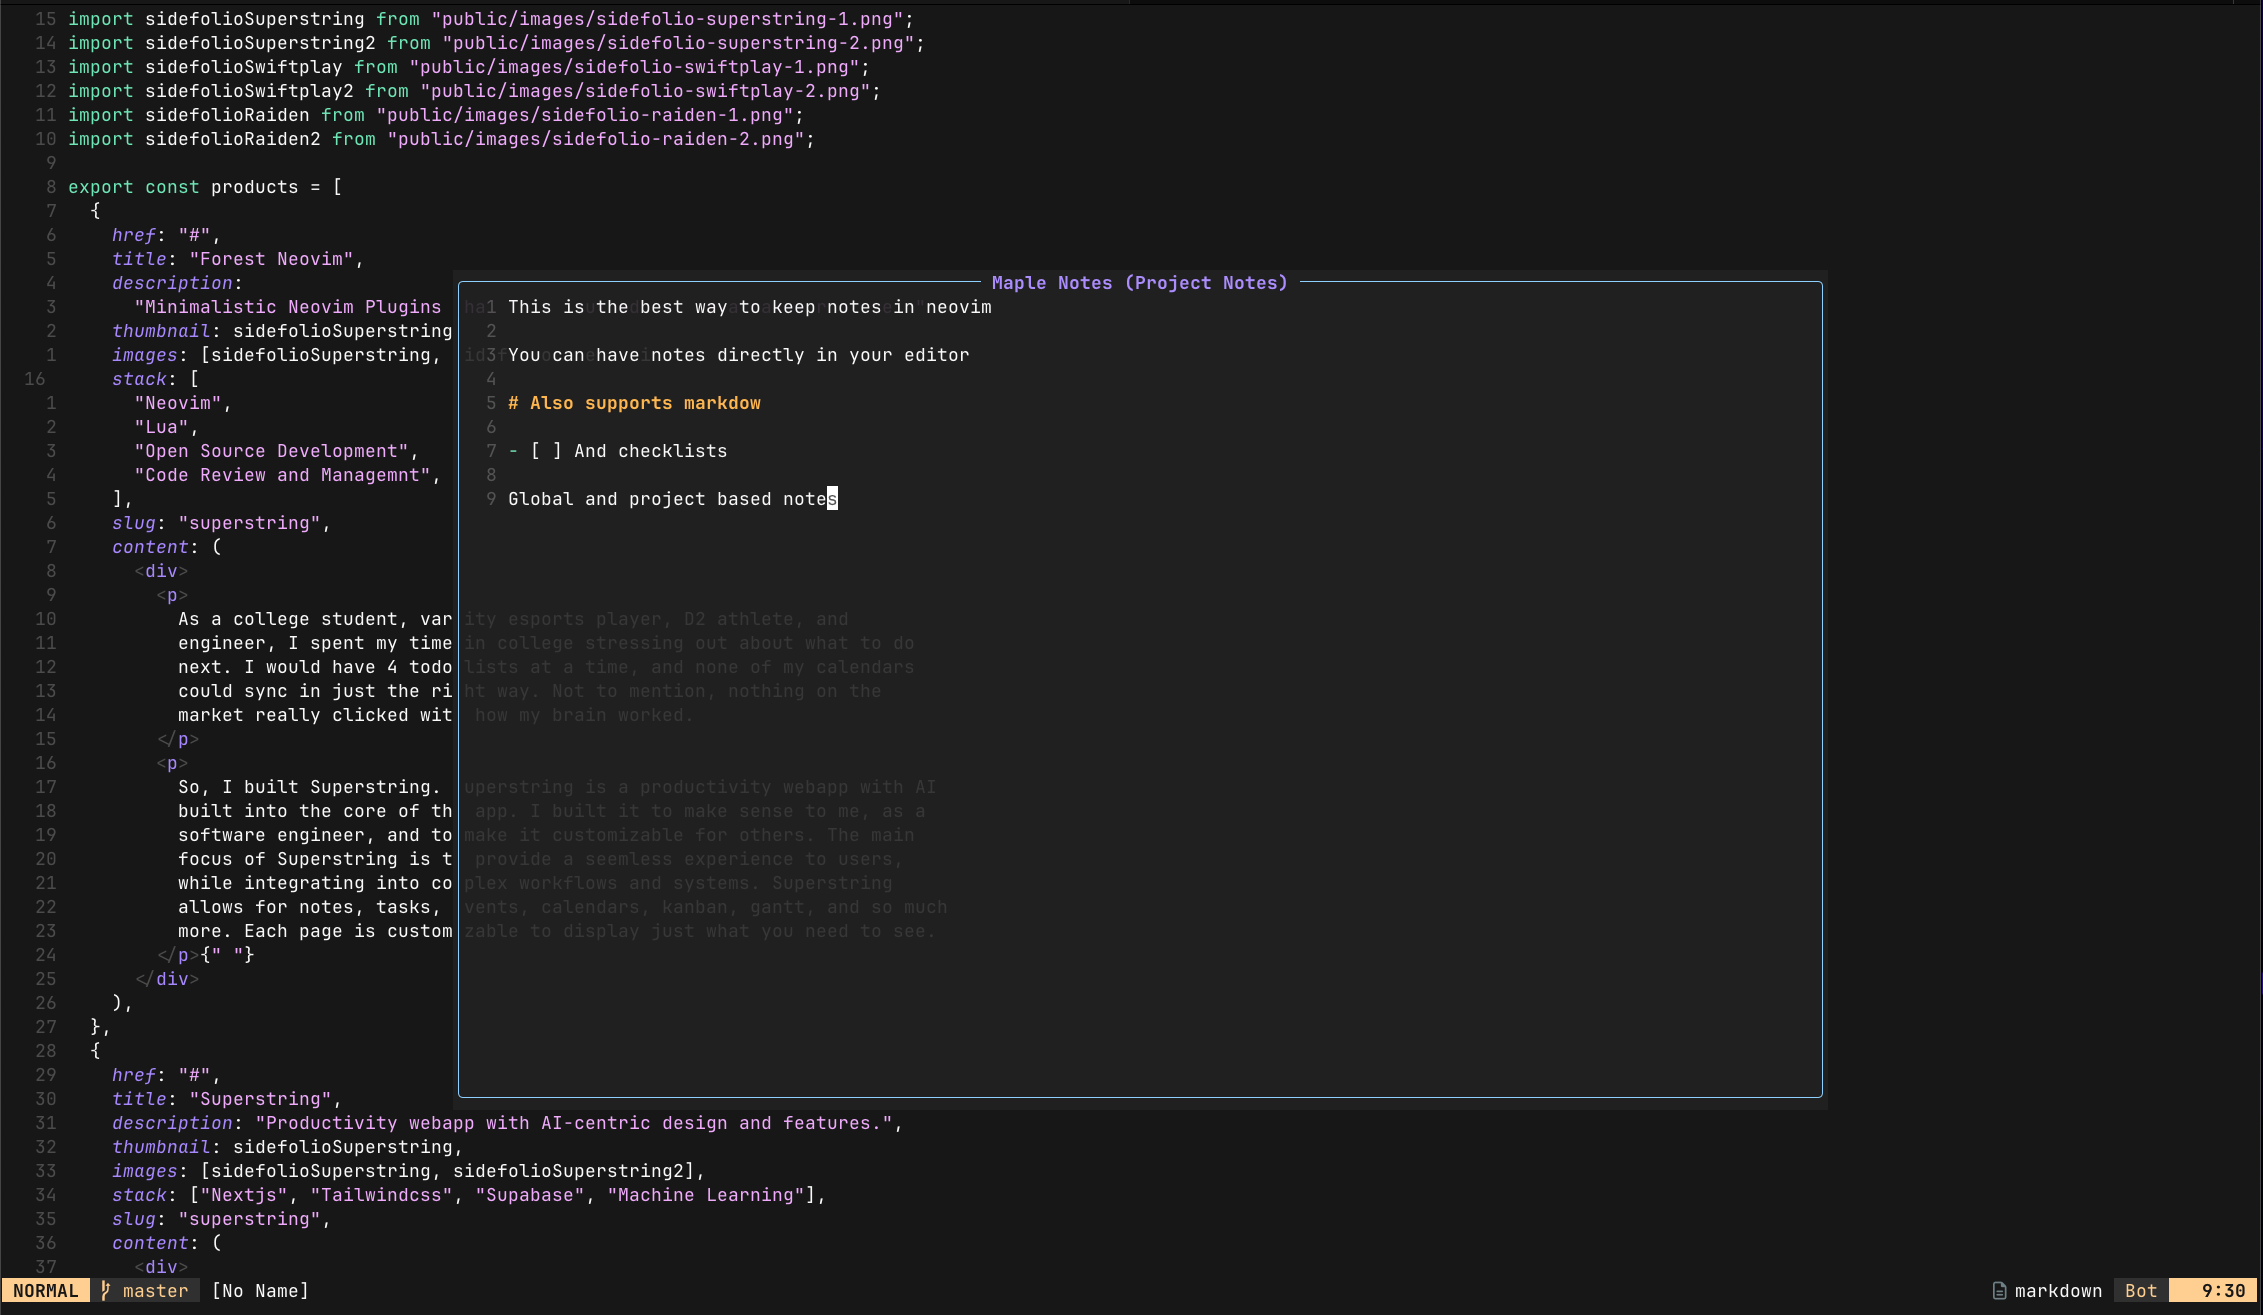 15 import sidefolioSuperstring from "public/images/sidefolio-superstring-1.png";
14 import sidefolioSuperstring2 from "public/images/sidefolio-superstring-2.png";
13 import sidefolioSwiftplay from "public/images/sidefolio-swiftplay-1.png";
12 import sidefolioSwiftplay2 from "public/images/sidefolio-swiftplay-2.png";
11 import sidefolioRaiden from "public/images/sidefolio-raiden-1.png";
10 import sidefolioRaiden2 from "public/images/sidefolio-raiden-2.png";
9
8 export const products = [
7 {
6 href: "#",
5 title: "Forest Neovim",
4 description:
3 "Minimalistic Neovim Plugins
2 thumbnail: sidefolioSuperstring
1 images: [sidefolioSuperstring,
16 stack: [
1 "Neovim",
2 "Lua",
3 "Open Source Development",
4 "Code Review and Managemnt",
5 ],
6 slug: "superstring",
7 content: (
8 <div>
9 <p>
10 As a college student, var ity esports player, D2 athlete, and
11 engineer, I spent my time in college stressing out about what to do
12 next. I would have 4 todo lists at a time, and none of my calendars
13 could sync in just the ri ht way. Not to mention, nothing on the
14 market really clicked wit how my brain worked.
15 </p>
16 <p>
17 So, I built Superstring. uperstring is a productivity webapp with AI
18 built into the core of th app. I built it to make sense to me, as a
19 software engineer, and to make it customizable for others. The main
20 focus of Superstring is t provide a seemless experience to users,
21 while integrating into co plex workflows and systems. Superstring
22 allows for notes, tasks, vents, calendars, kanban, gantt, and so much
23 more. Each page is custom zable to display just what you need to see.
24 </p>{" "}
25 </div>
26 ),
27 },
28 {
29 href: "#",
30 title: "Superstring",
31 description: "Productivity webapp with AI-centric design and features.",
32 thumbnail: sidefolioSuperstring,
33 images: [sidefolioSuperstring, sidefolioSuperstring2],
34 stack: ["Nextjs", "Tailwindcss", "Supabase", "Machine Learning"],
35 slug: "superstring",
36 content: (
37 <div>
Maple Notes (Project Notes)
1 This is the best way to keep notes in neovim
2
3 You can have notes directly in your editor
4
5 # Also supports markdow
6
7 - [ ] And checklists
8
9 Global and project based notes
NORMAL master [No Name] markdown Bot 9:30